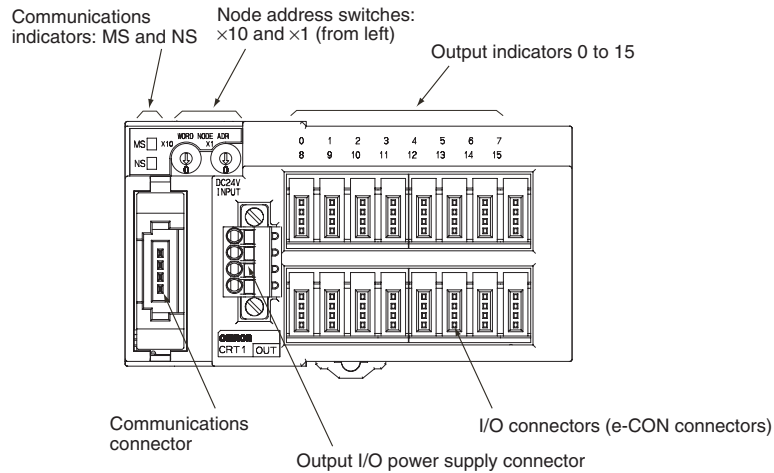 Communications
indicators: MS and NS
Node address switches:
×10 and ×1 (from left)
Output indicators 0 to 15
MS
NS
WORD NODE ADR
X10 X1
0 0
DC24V
INPUT
0 1 2 3 4 5 6 7
8 9 10 11 12 13 14 15
OMRON
CRT1 OUT
Communications
connector
Output I/O power supply connector
I/O connectors (e-CON connectors)